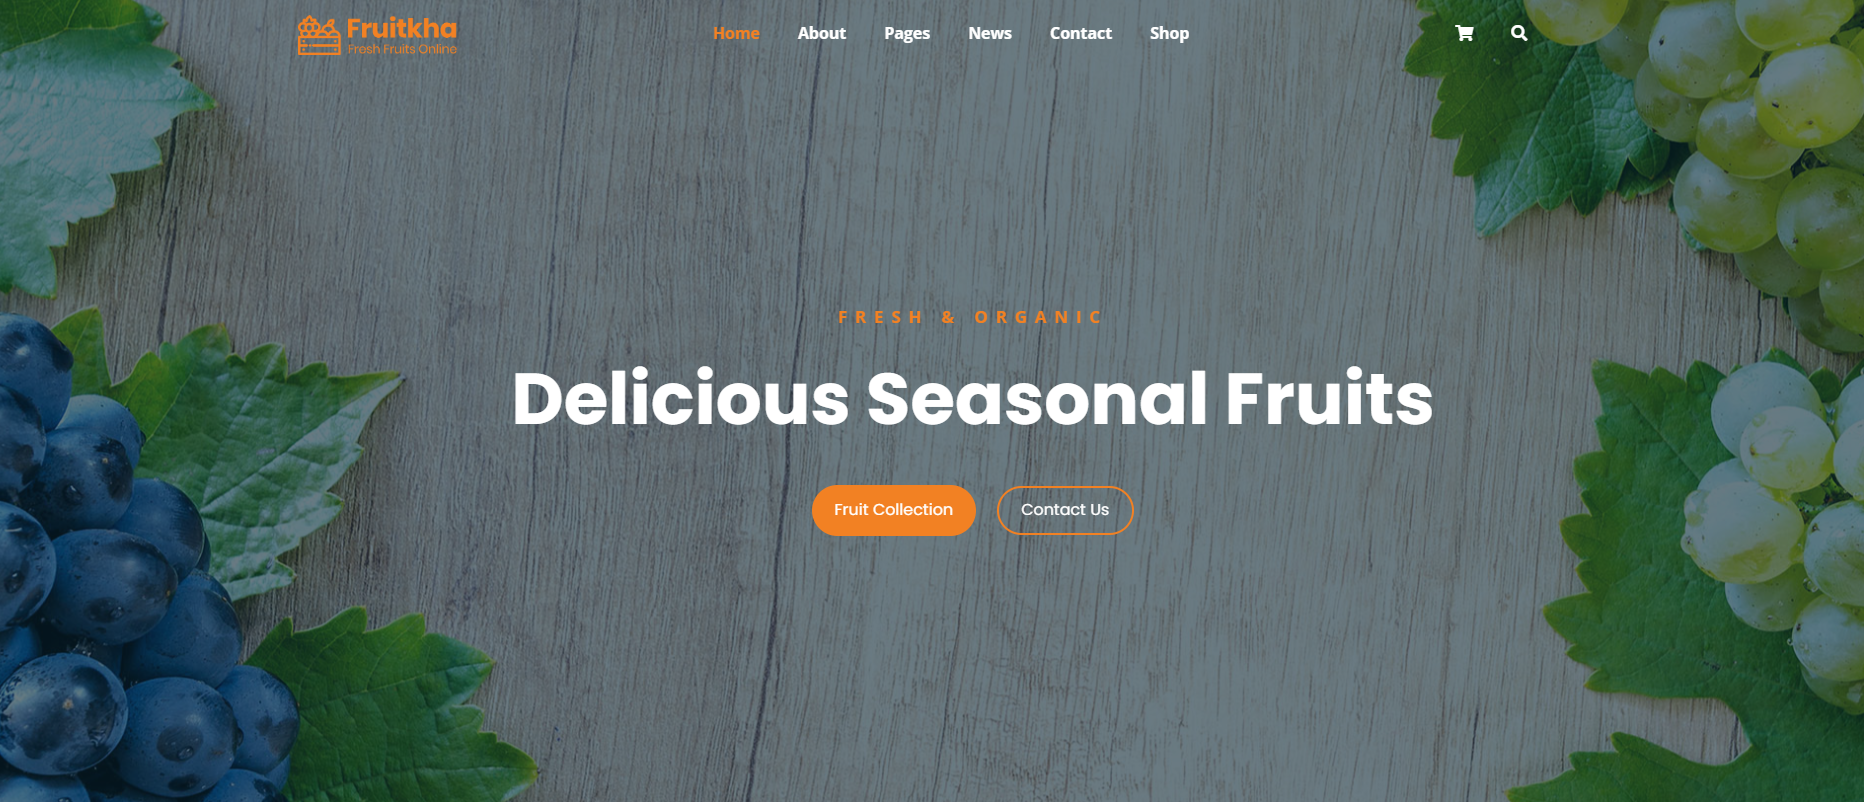 Fruitkha
Fresh Fruits Online
Home About Pages News Contact Shop
FRESH & ORGANIC
Delicious Seasonal Fruits
Fruit Collection Contact Us